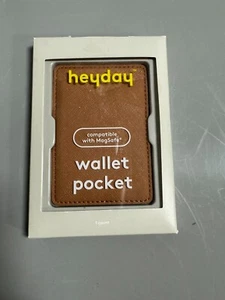 heyday
compatible
with MagSafe®
wallet
pocket